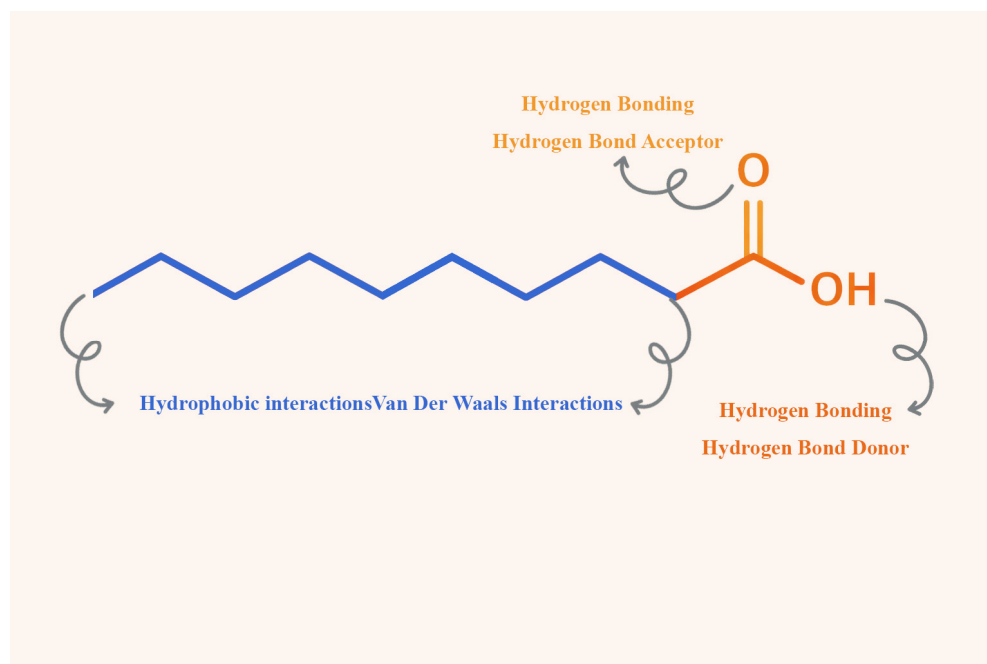 Hydrogen Bonding
Hydrogen Bond Acceptor
O
OH
Hydrophobic interactionsVan Der Waals Interactions
Hydrogen Bonding
Hydrogen Bond Donor